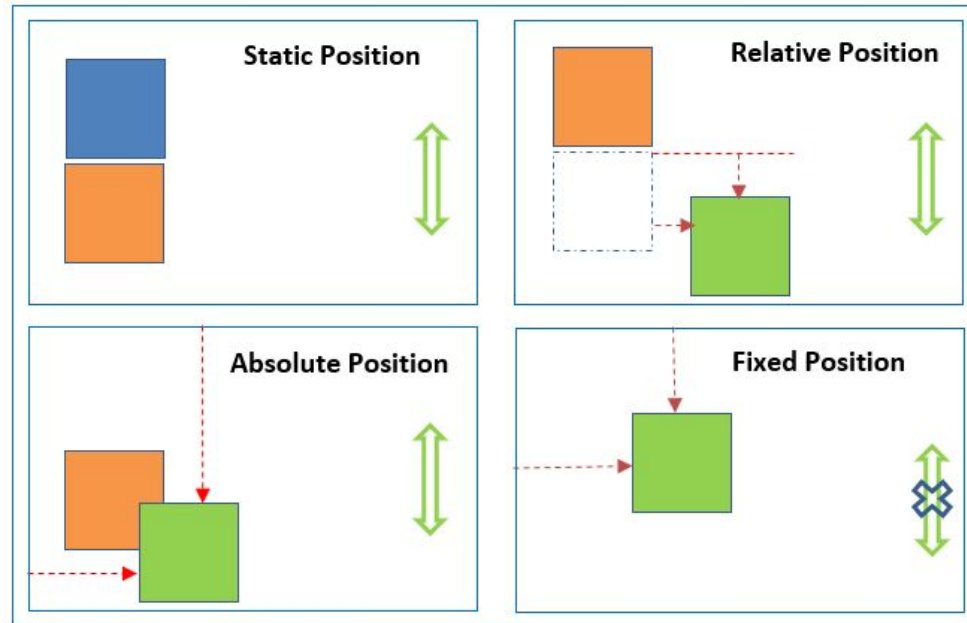 Static Position
Relative Position
Absolute Position
Fixed Position